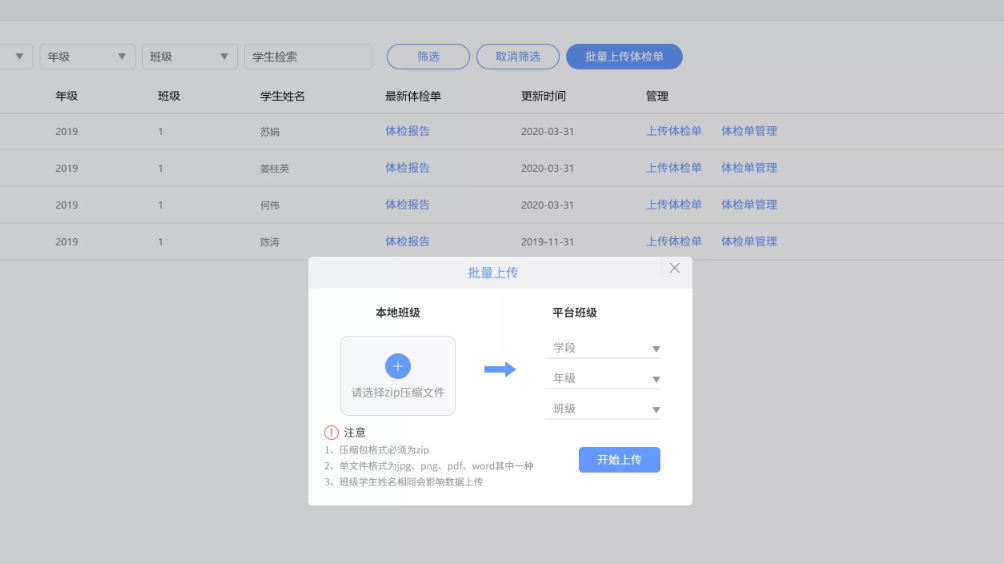 年级 班级 学生检索 筛选 取消筛选 批量上传体检单
年级 班级 学生姓名 最新体检单 更新时间 管理
2019 1 苏娟 体检报告 2020-03-31 上传体检单 体检单管理
2019 1 姜桂英 体检报告 2020-03-31 上传体检单 体检单管理
2019 1 何伟 体检报告 2020-03-31 上传体检单 体检单管理
2019 1 陈涛 体检报告 2019-11-31 上传体检单 体检单管理
批量上传
本地班级
请选择zip压缩文件
平台班级
学段
年级
班级
注意
1、压缩包格式必须为zip
2、单文件格式为jpg、png、pdf、word其中一种
3、班级学生姓名相同会影响数据上传
开始上传